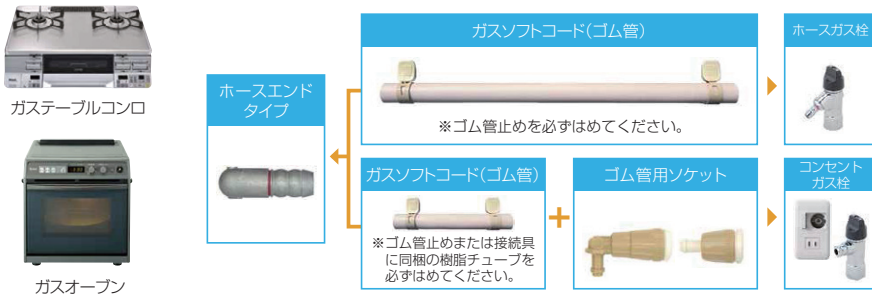 ガステーブルコンロ
ガスオーブン
ホースエンド
タイプ
ガスソフトコード(ゴム管)
※ゴム管止めを必ずはめてください。
ホースガス栓
ガスソフトコード(ゴム管)
※ゴム管止めまたは接続具
に同梱の樹脂チューブを
必ずはめてください。
+
ゴム管用ソケット
コンセント
ガス栓